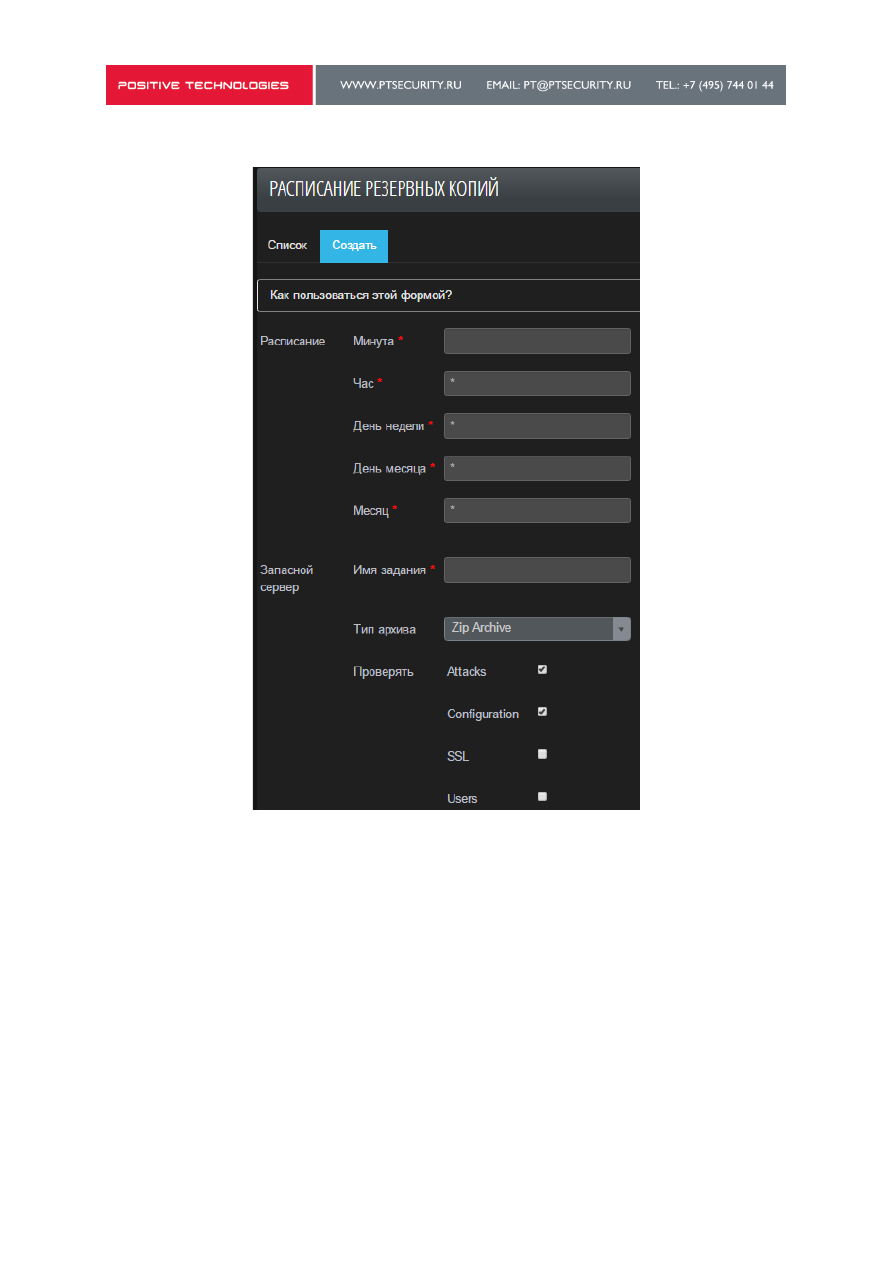 POSITIVE TECHNOLOGIES WWW.PTSECURITY.RU EMAIL: PT@PTSECURITY.RU TEL.: +7 (495) 744 01 44
РАСПИСАНИЕ РЕЗЕРВНЫХ КОПИЙ
Список Создать
Как пользоваться этой формой?
Расписание Минута *
Час * *
День недели * *
День месяца * *
Месяц * *
Запасной
сервер
Имя задания *
Тип архива Zip Archive
Проверять Attacks
Configuration
SSL
Users